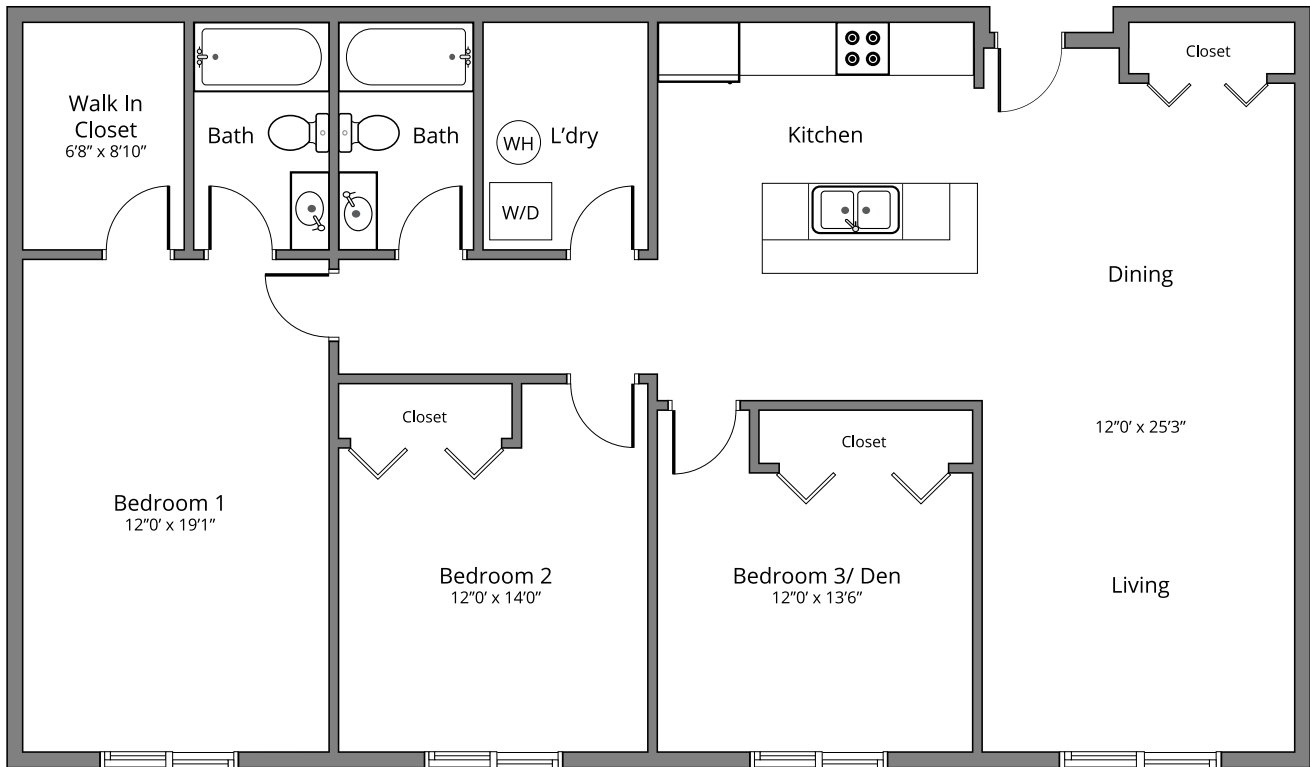 Walk In
Closet
6'8” x 8'10”
Bath
Bath
WH
L'dry
W/D
Kitchen
Closet
Dining
12”0' x 25'3”
Living
Closet
Closet
Bedroom 1
12”0' x 19'1”
Bedroom 2
12”0' x 14'0”
Bedroom 3/ Den
12”0' x 13'6”